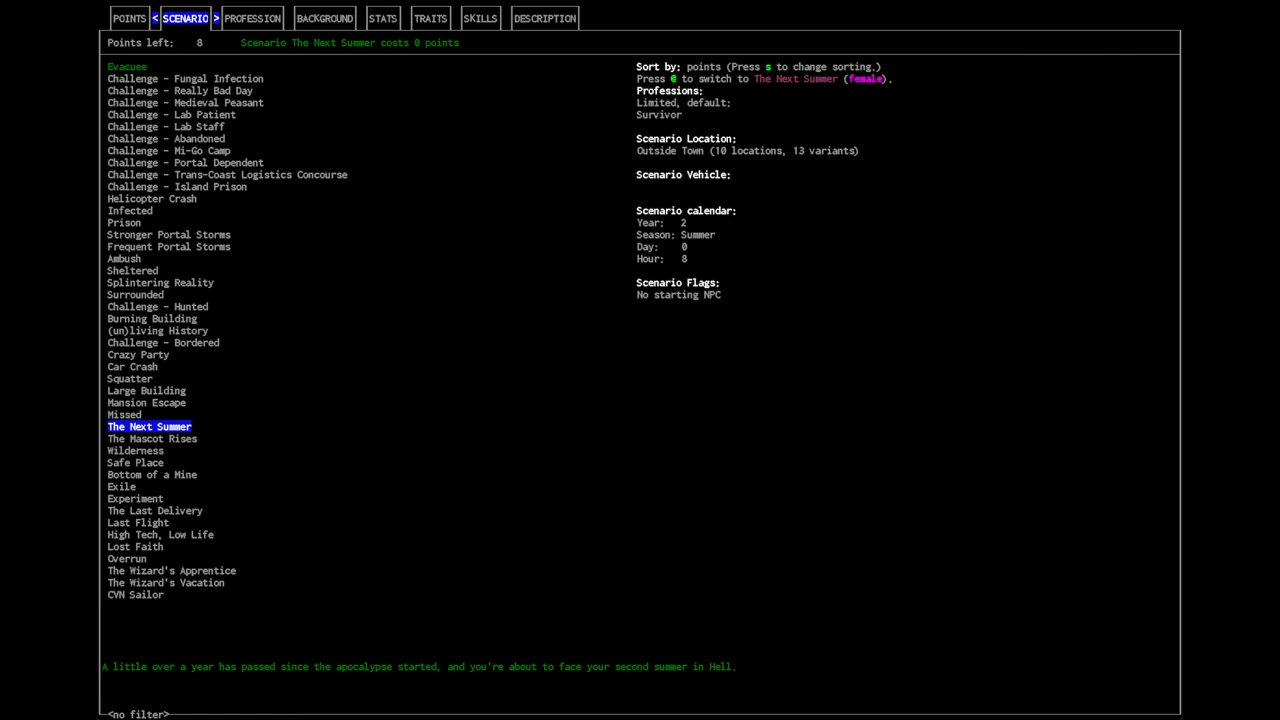 POINTS < SCENARIO > PROFESSION BACKGROUND STATS TRAITS SKILLS DESCRIPTION
Points left: 8 Scenario The Next Summer costs 0 points
Evacuee
Challenge - Fungal Infection
Challenge - Really Bad Day
Challenge - Medieval Peasant
Challenge - Lab Patient
Challenge - Lab Staff
Challenge - Abandoned
Challenge - Mi-Go Camp
Challenge - Portal Dependent
Challenge - Trans-Coast Logistics Concourse
Challenge - Island Prison
Helicopter Crash
Infected
Prison
Stronger Portal Storms
Frequent Portal Storms
Ambush
Sheltered
Splintering Reality
Surrounded
Challenge - Hunted
Burning Building
(un)living History
Challenge - Bordered
Crazy Party
Car Crash
Squatter
Large Building
Mansion Escape
Missed
The Next Summer
The Mascot Rises
Wilderness
Safe Place
Bottom of a Mine
Exile
Experiment
The Last Delivery
Last Flight
High Tech, Low Life
Lost Faith
Overrun
The Wizard's Apprentice
The Wizard's Vacation
CVN Sailor
Sort by: points (Press s to change sorting.)
Press @ to switch to The Next Summer (female).
Professions:
Limited, default:
Survivor
Scenario Location:
Outside Town (10 locations, 13 variants)
Scenario Vehicle:
Scenario calendar:
Year: 2
Season: Summer
Day: 0
Hour: 8
Scenario Flags:
No starting NPC
A little over a year has passed since the apocalypse started, and you're about to face your second summer in Hell.
<no filter>